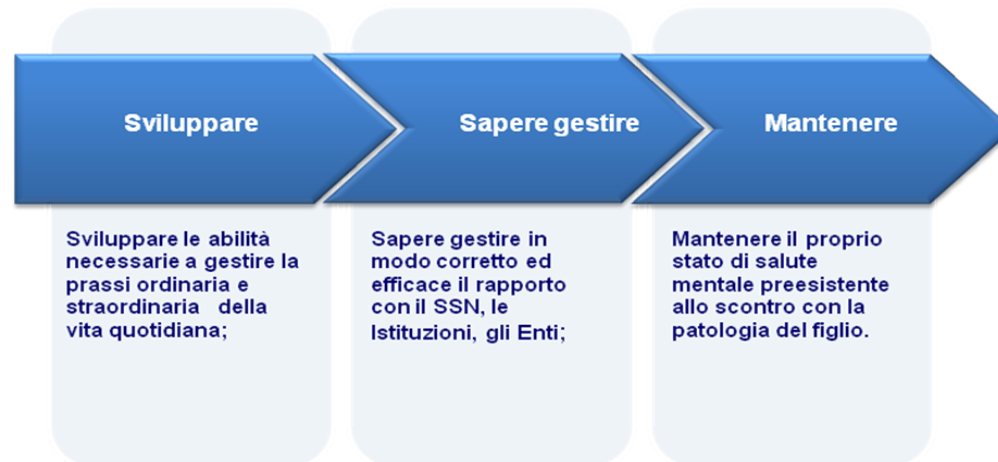 Sviluppare
Sapere gestire
Mantenere
Sviluppare le abilità
necessarie a gestire la
prassi ordinaria e
straordinaria della
vita quotidiana;
Sapere gestire in
modo corretto ed
efficace il rapporto
con il SSN, le
Istituzioni, gli Enti;
Mantenere il proprio
stato di salute
mentale preesistente
allo scontro con la
patologia del figlio.